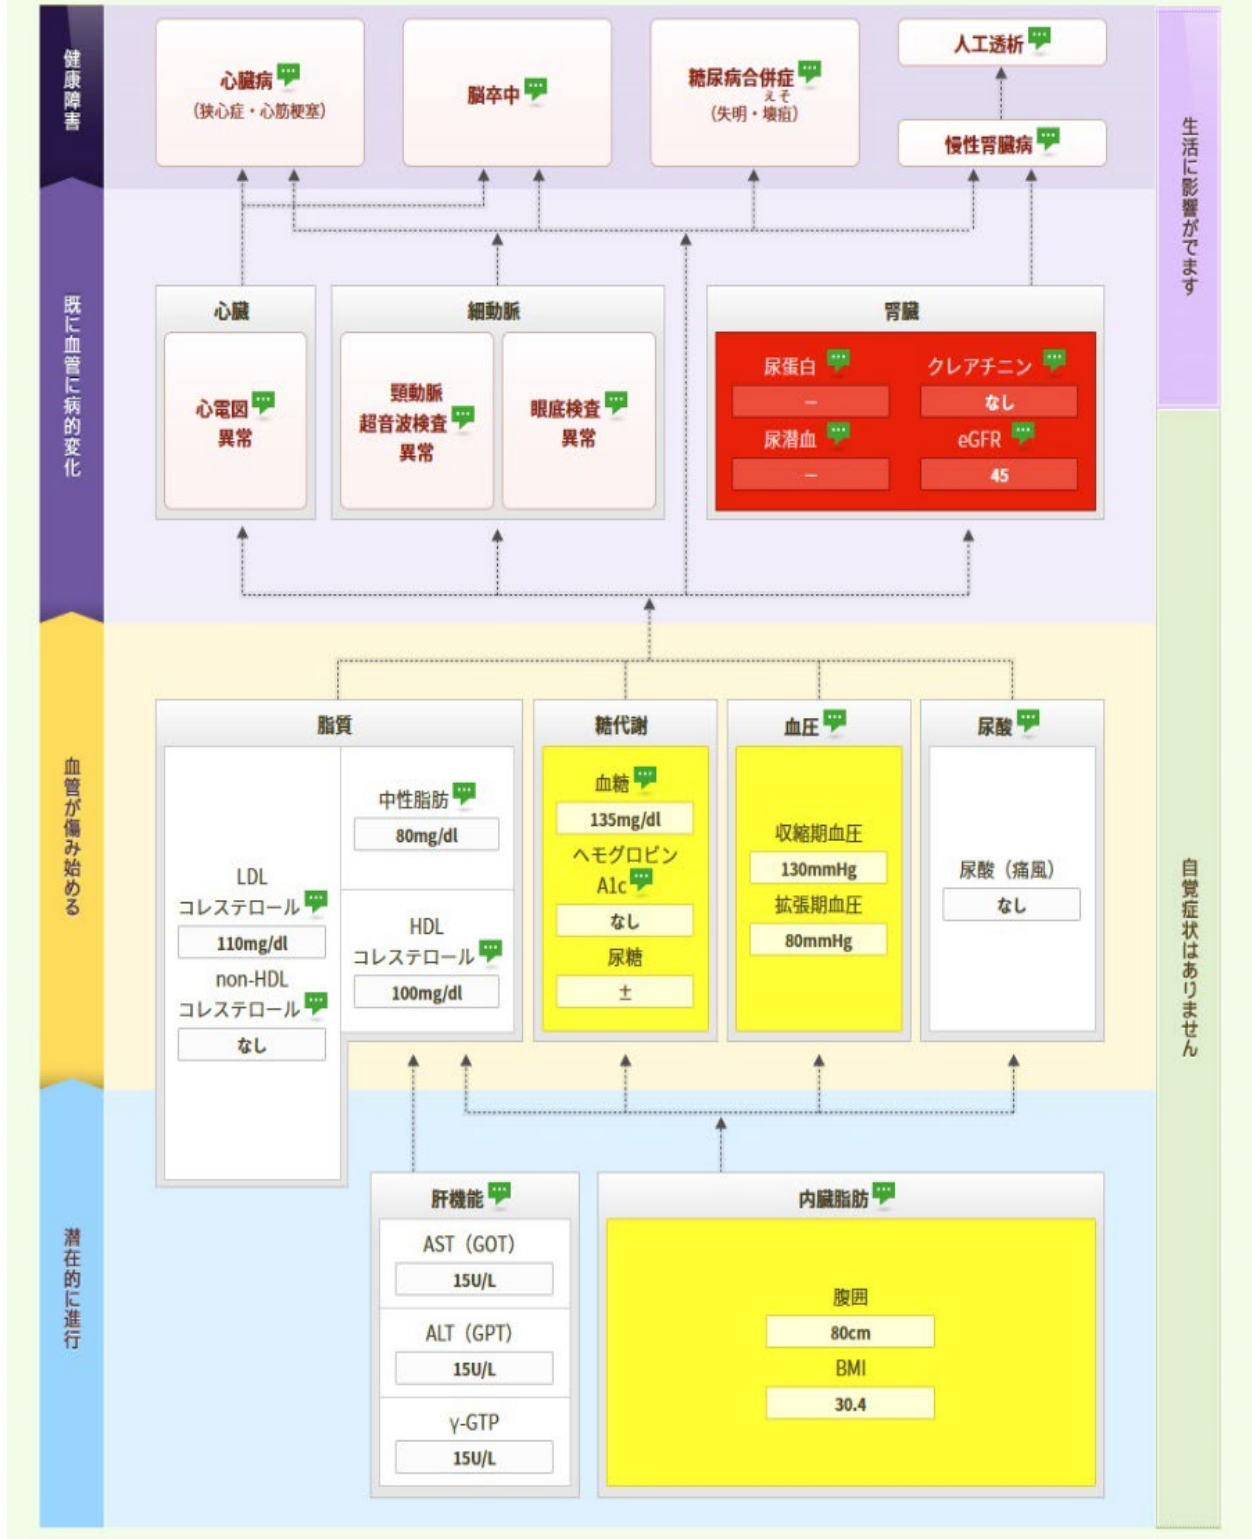 健康障害
心臓病
（狭心症・心筋梗塞）
脳卒中
糖尿病合併症
えそ
（失明・壊疽）
人工透析
慢性腎臓病
生活に影響がでます
既に血管に病的変化
心臓
心電図
異常
細動脈
頸動脈
超音波検査
異常
眼底検査
異常
腎臓
尿蛋白
－
クレアチニン
なし
尿潜血
－
eGFR
45
血管が傷み始める
脂質
LDL
コレステロール
110mg/dl
non-HDL
コレステロール
なし
中性脂肪
80mg/dl
HDL
コレステロール
100mg/dl
糖代謝
血糖
135mg/dl
ヘモグロビン
A1c
なし
尿糖
±
血圧
収縮期血圧
130mmHg
拡張期血圧
80mmHg
尿酸
尿酸（痛風）
なし
自覚症状はありません
潜在的に進行
肝機能
AST（GOT）
15U/L
ALT（GPT）
15U/L
γ-GTP
15U/L
内臓脂肪
腹囲
80cm
BMI
30.4